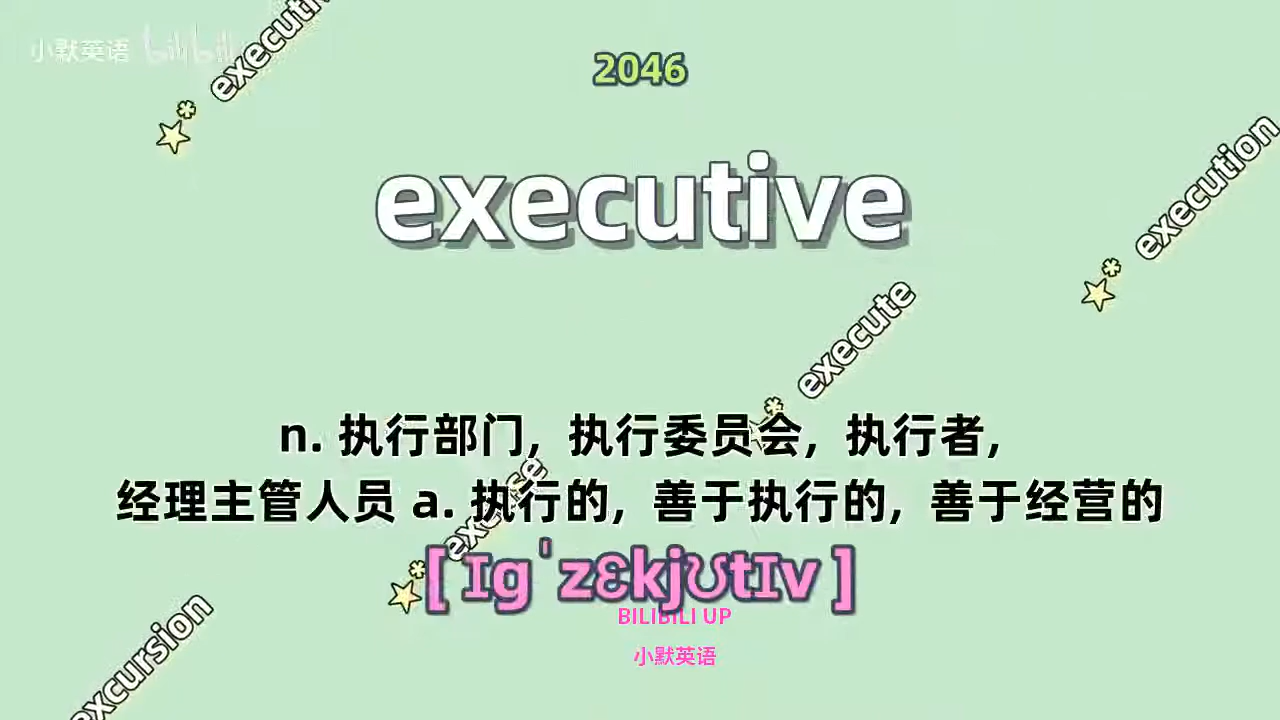 小默英语 bilibili
2046
executive
execution
execute
n. 执行部门, 执行委员会, 执行者,
经理主管人员 a. 执行的, 善于执行的, 善于经营的
[ ɪgˈzɛkjʊtɪv ]
BILIBILI UP
小默英语
excursion